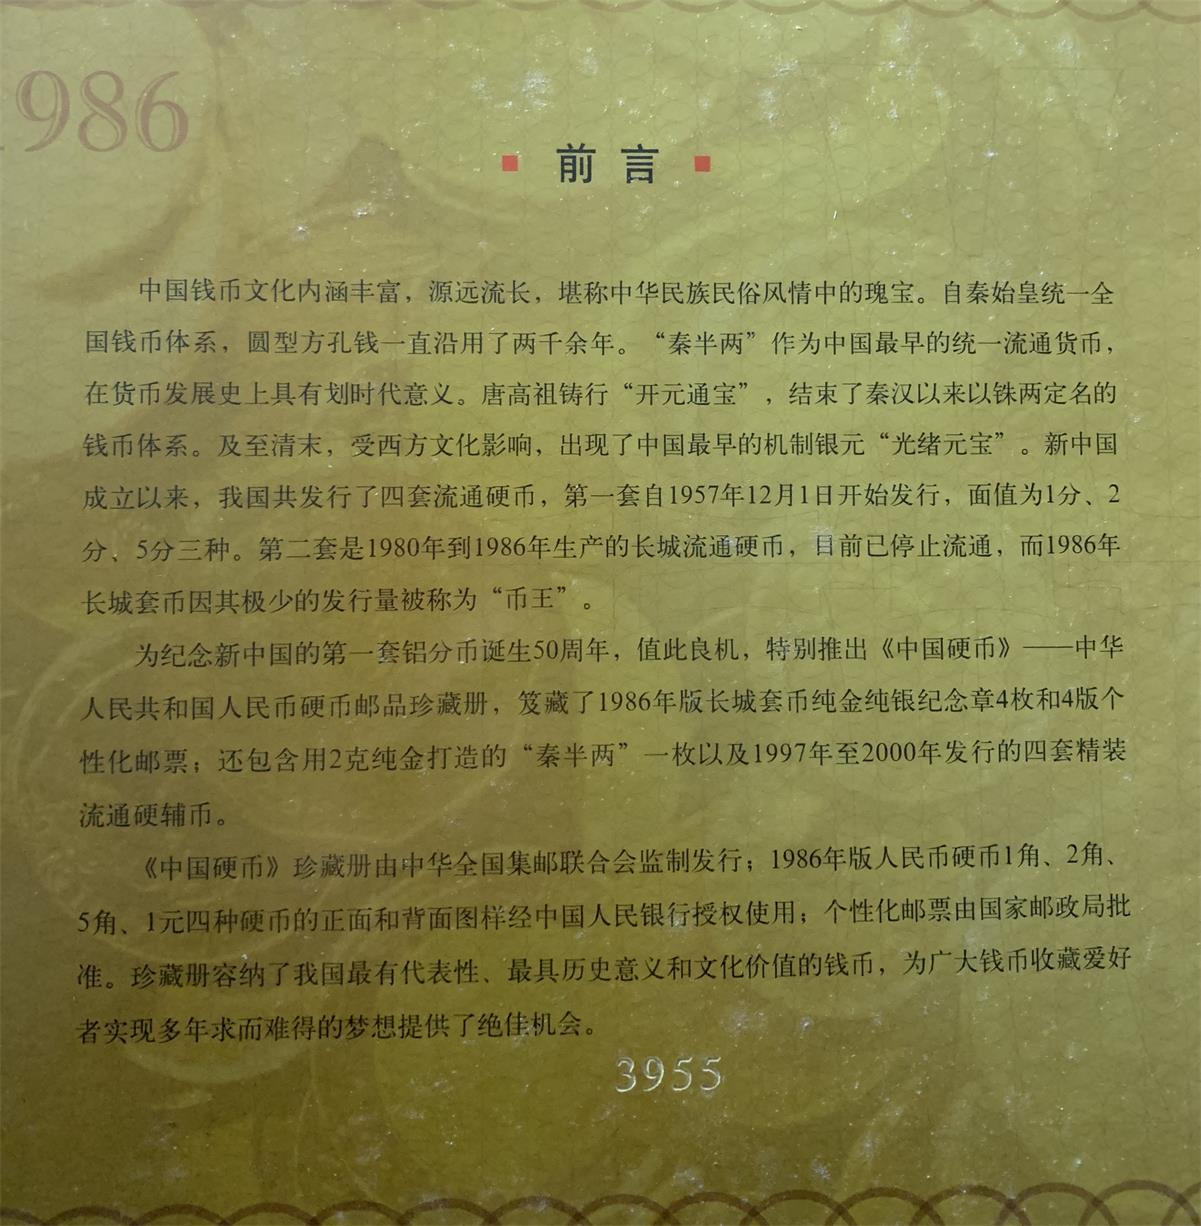 1986
前言
中国钱币文化内涵丰富，源远流长，堪称中华民族民俗风情中的瑰宝。自秦始皇统一全
国钱币体系，圆型方孔钱一直沿用了两千余年。“秦半两”作为中国最早的统一流通货币，
在货币发展史上具有划时代意义。唐高祖铸行“开元通宝”，结束了秦汉以来以铢两定名的
钱币体系。及至清末，受西方文化影响，出现了中国最早的机制银元“光绪元宝”。新中国
成立以来，我国共发行了四套流通硬币，第一套自1957年12月1日开始发行，面值为1分、2
分、5分三种。第二套是1980年到1986年生产的长城流通硬币，目前已停止流通，而1986年
长城套币因其极少的发行量被称为“币王”。
为纪念新中国的第一套铝分币诞生50周年，值此良机，特别推出《中国硬币》——中华
人民共和国人民币硬币邮品珍藏册，笈藏了1986年版长城套币纯金纯银纪念章4枚和4版个
性化邮票；还包含用2克纯金打造的“秦半两”一枚以及1997年至2000年发行的四套精装
流通硬辅币。
《中国硬币》珍藏册由中华全国集邮联合会监制发行；1986年版人民币硬币1角、2角、
5角、1元四种硬币的正面和背面图样经中国人民银行授权使用；个性化邮票由国家邮政局批
准。珍藏册容纳了我国最有代表性、最具历史意义和文化价值的钱币，为广大钱币收藏爱好
者实现多年求而难得的梦想提供了绝佳机会。
3955